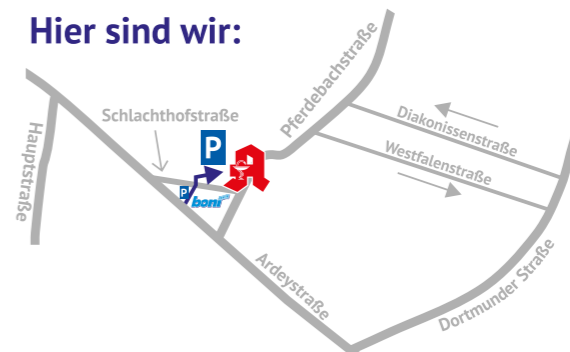 Hier sind wir:
Schlachthofstraße
Hauptstraße
Pferdebachstraße
Diakonissenstraße
Westfalenstraße
P
P
boni
Ardeystraße
Dortmunder Straße